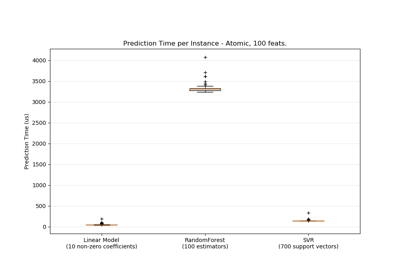 Prediction Time per Instance - Atomic, 100 feats.
4000
3500
3000
2500
2000
1500
1000
500
0
Prediction Time (us)
Linear Model
(10 non-zero coefficients)
RandomForest
(100 estimators)
SVR
(700 support vectors)